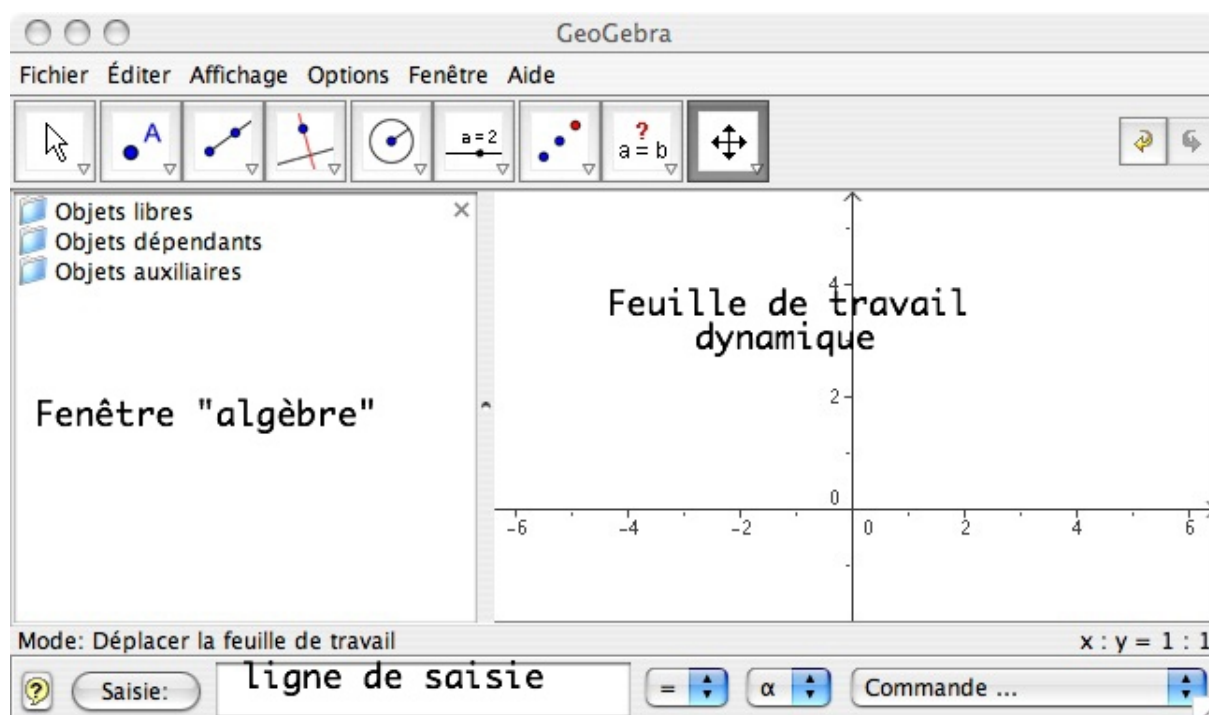 GeoGebra
Fichier Éditer Affichage Options Fenêtre Aide
A
a = 2
?
a = b
Objets libres
Objets dépendants
Objets auxiliaires
Fenêtre "algèbre"
Feuille de travail
dynamique
4
2
0
-6 -4 -2 0 2 4 6
Mode: Déplacer la feuille de travail
x : y = 1 : 1
?
Saisie:
ligne de saisie
=
α
Commande ...